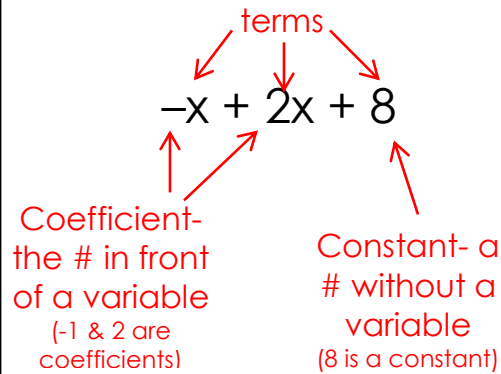 terms
–x + 2x + 8
Coefficient-
the # in front
of a variable
(-1 & 2 are
coefficients)
Constant- a
# without a
variable
(8 is a constant)